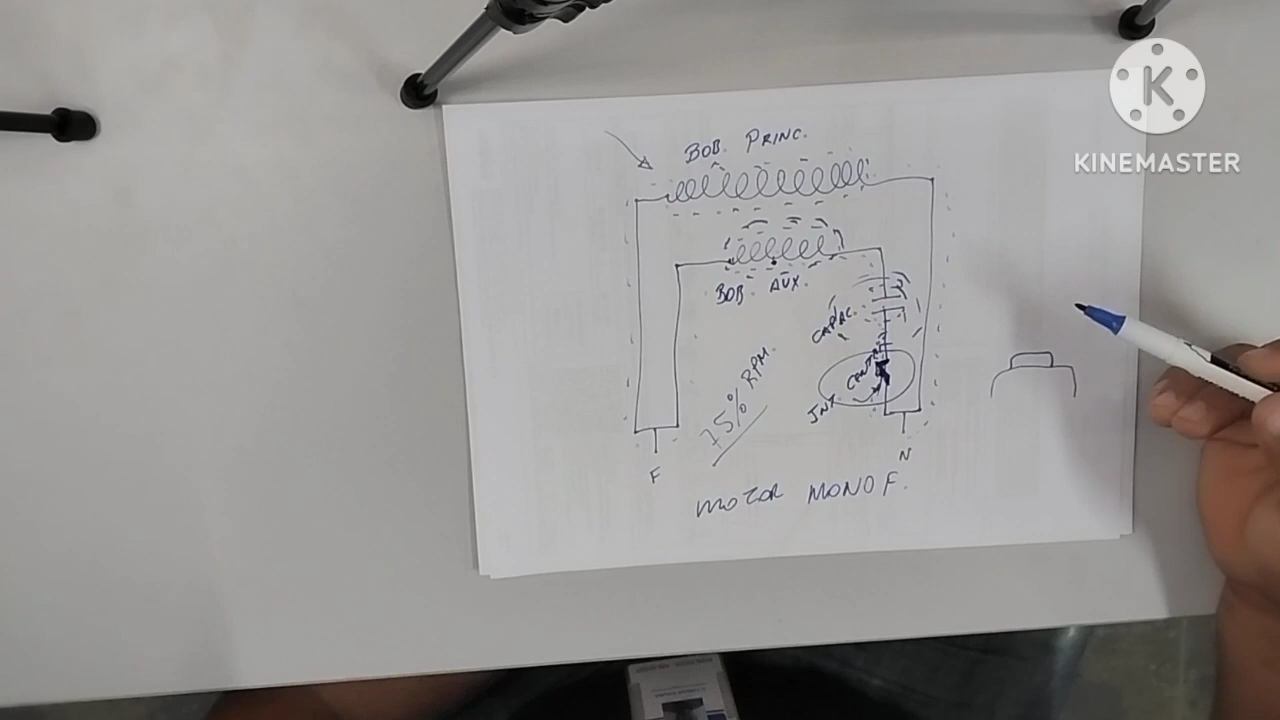 BOB. PRINC.
BOB. AUX.
CAPAC.
INT. CENTRIF
75% RPM.
F
N
MOTOR MONOF.
KINEMASTER